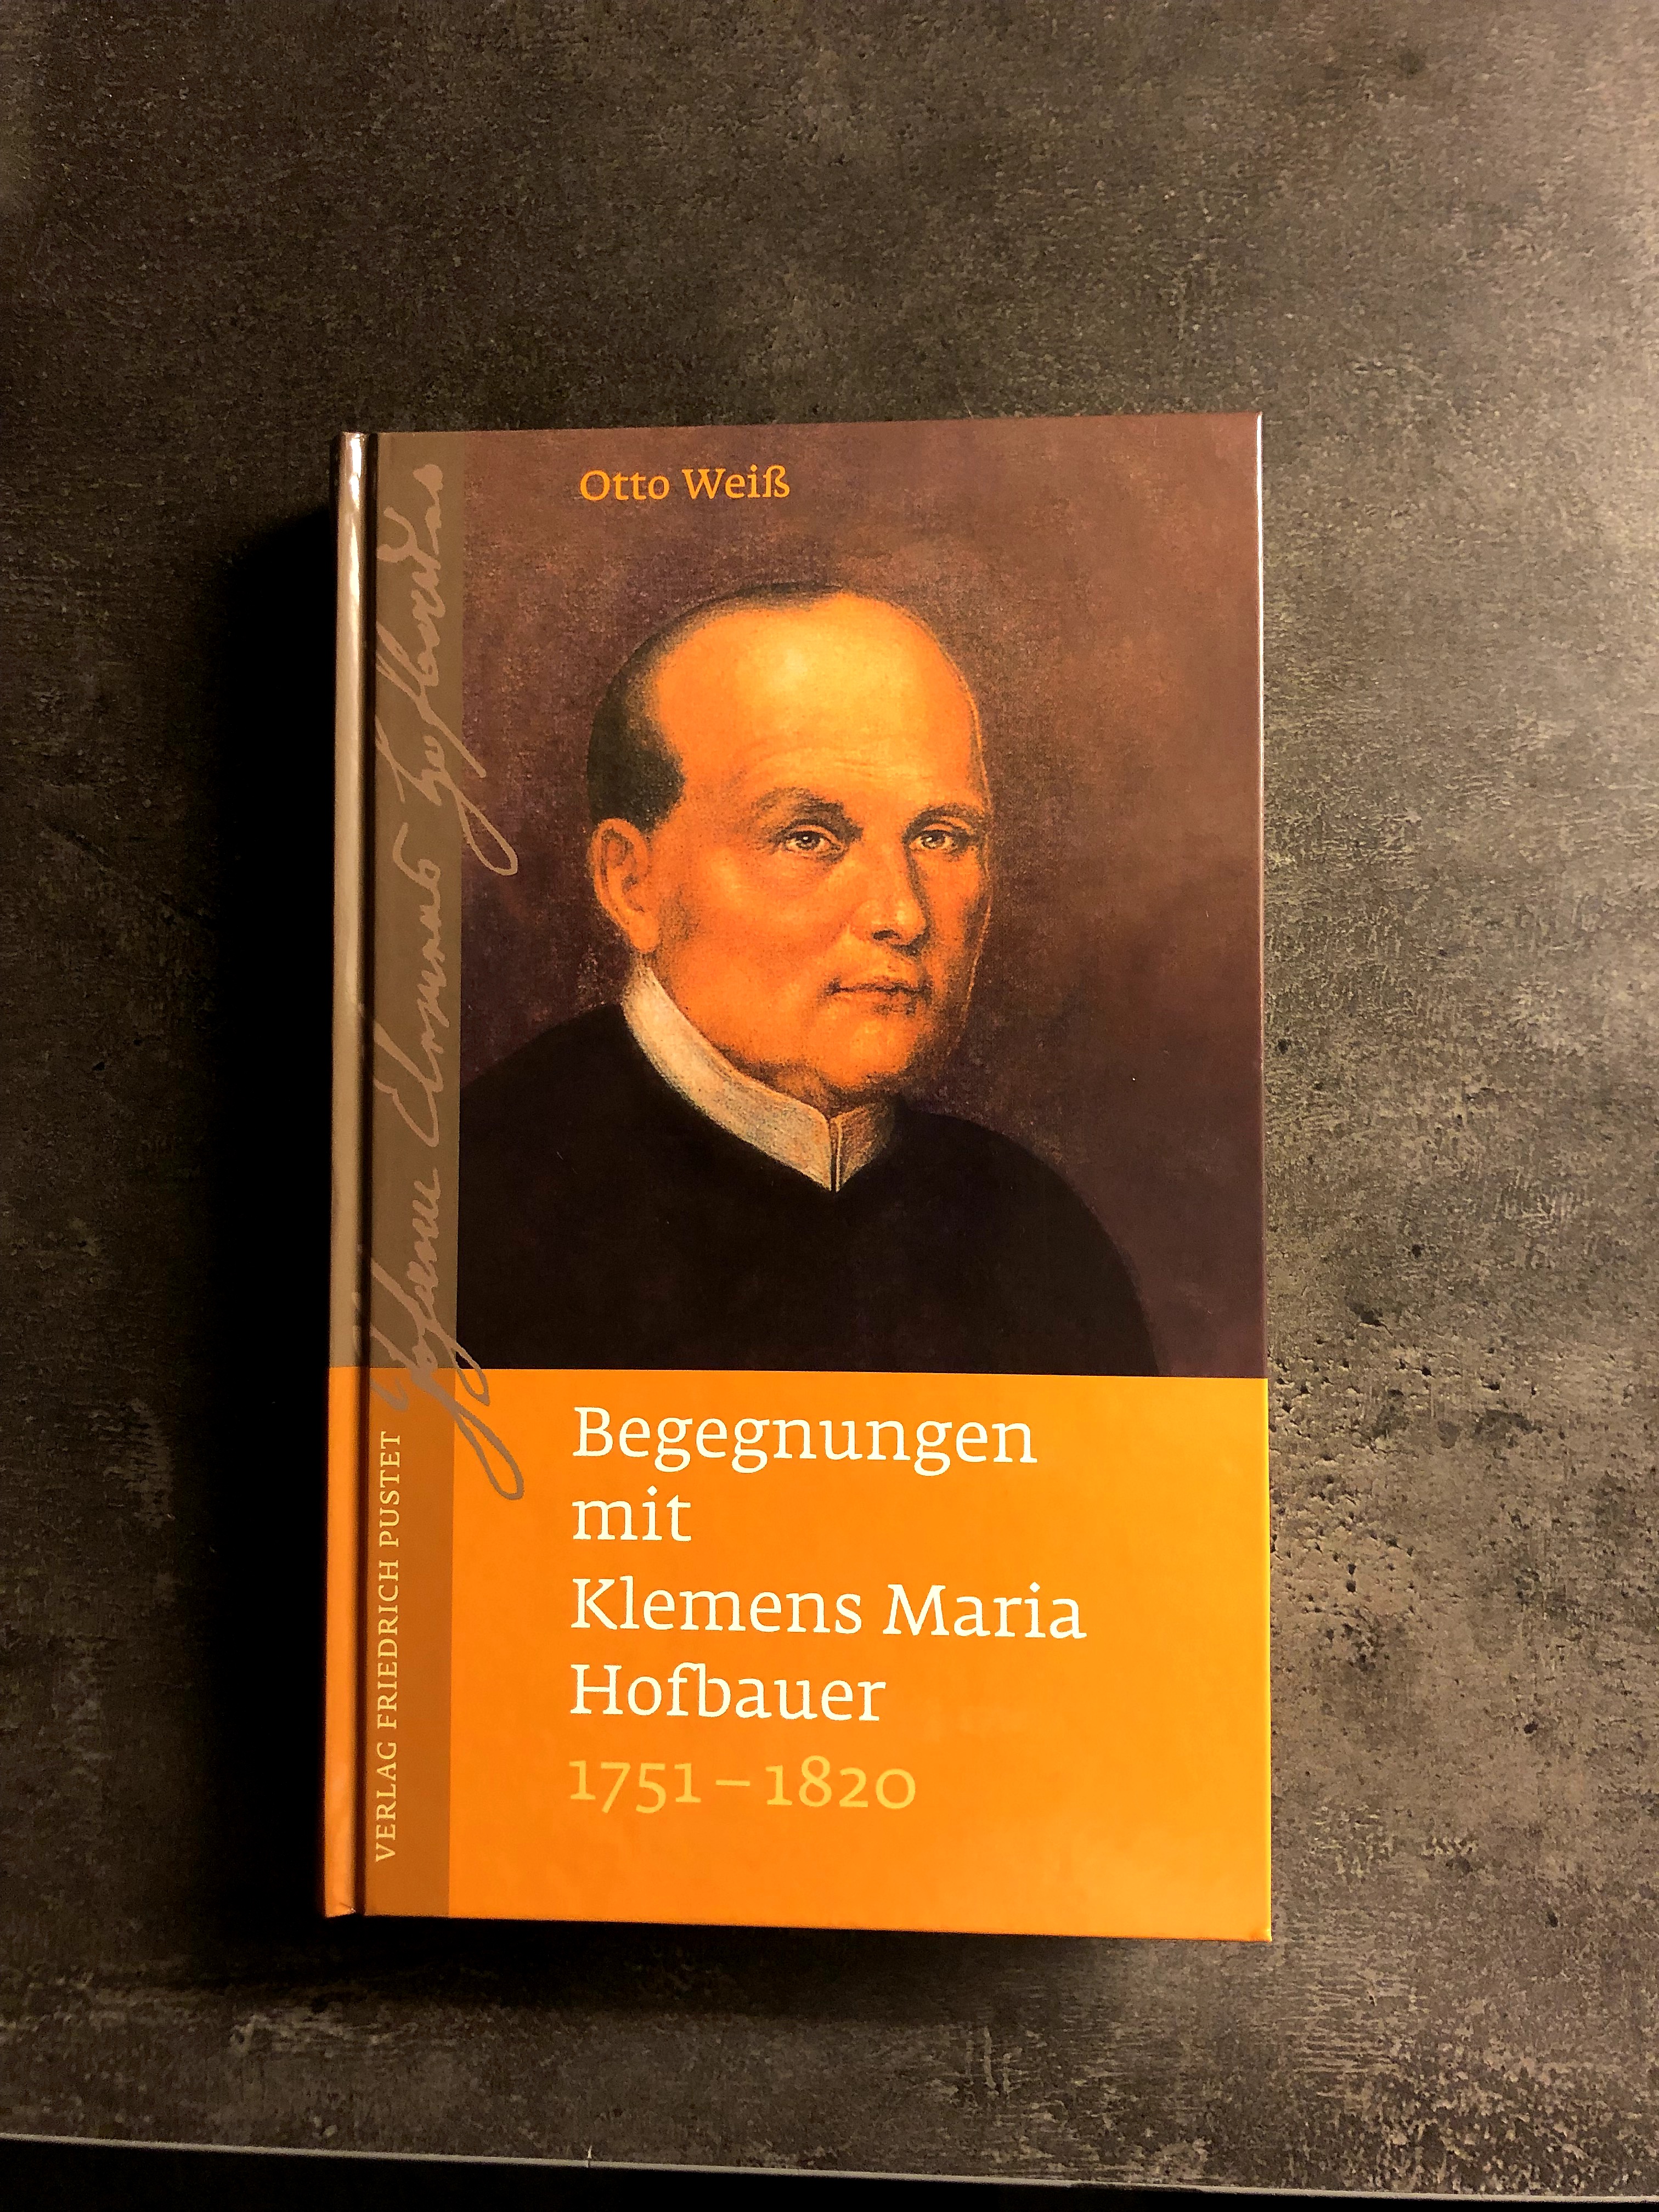 Otto Weiß
Begegnungen
mit
Klemens Maria
Hofbauer
1751–1820
VERLAG FRIEDRICH PUSTET